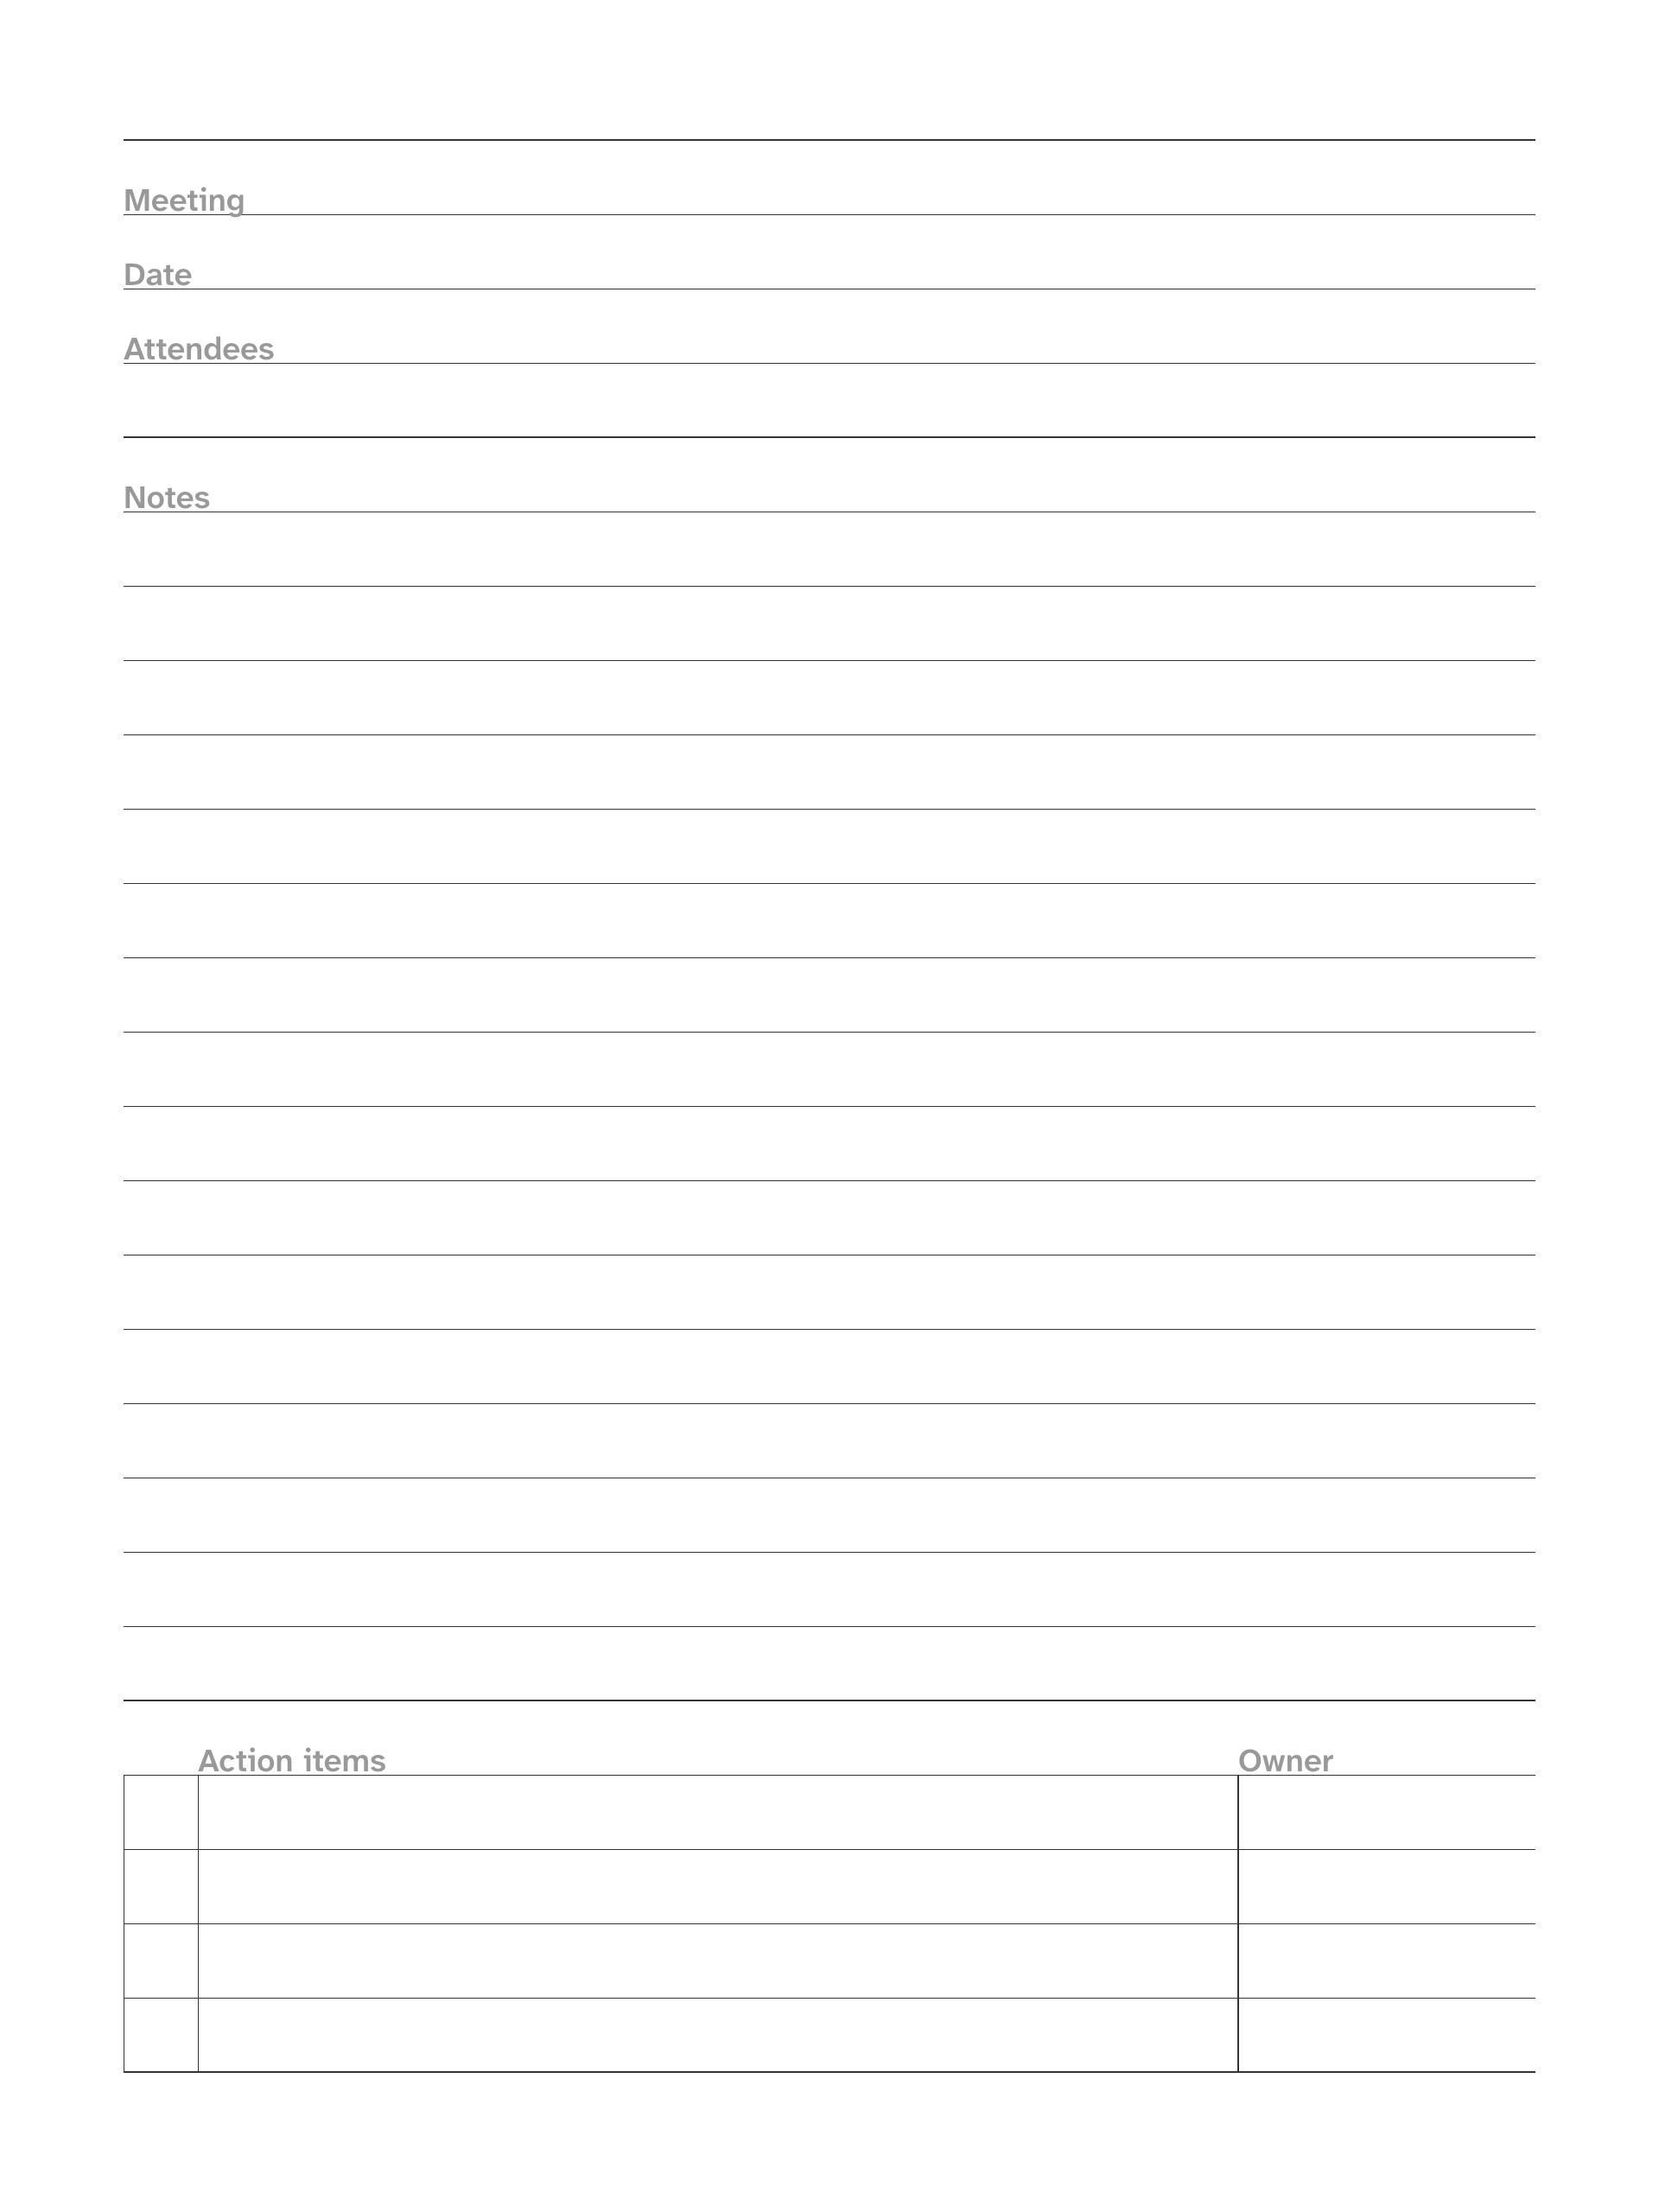 Meeting
Date
Attendees
Notes
Action items Owner